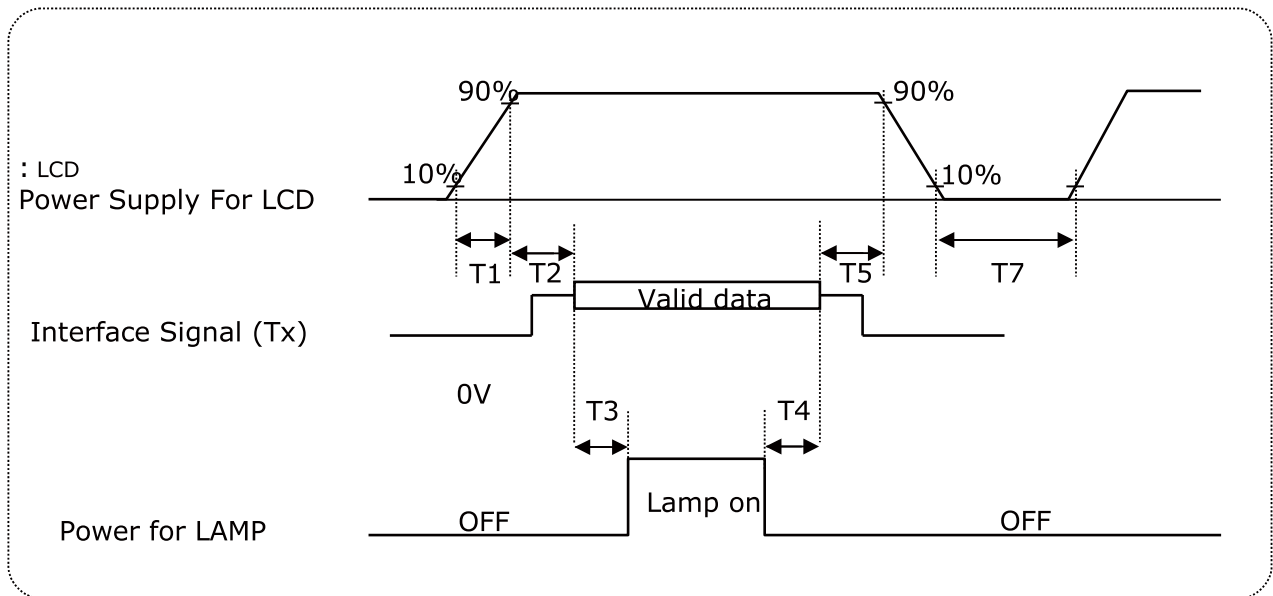 90%
90%
: LCD
10%
10%
Power Supply For LCD
T1
T2
T5
T7
Valid data
Interface Signal (Tx)
0V
T3
T4
Lamp on
Power for LAMP
OFF
OFF